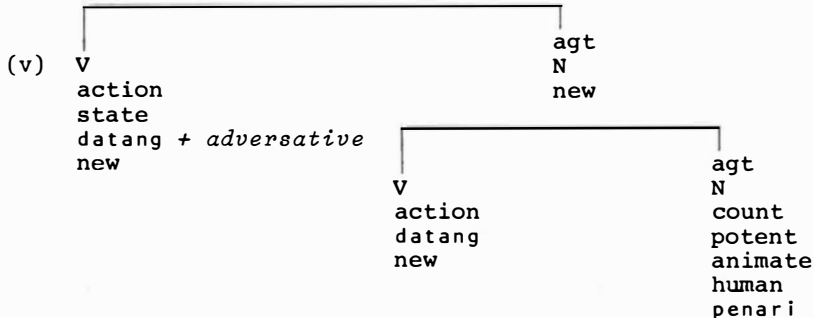 agt
(v) V N
action new
state
datang + adversative
new agt
V N
action count
datang potent
new animate
human
penari